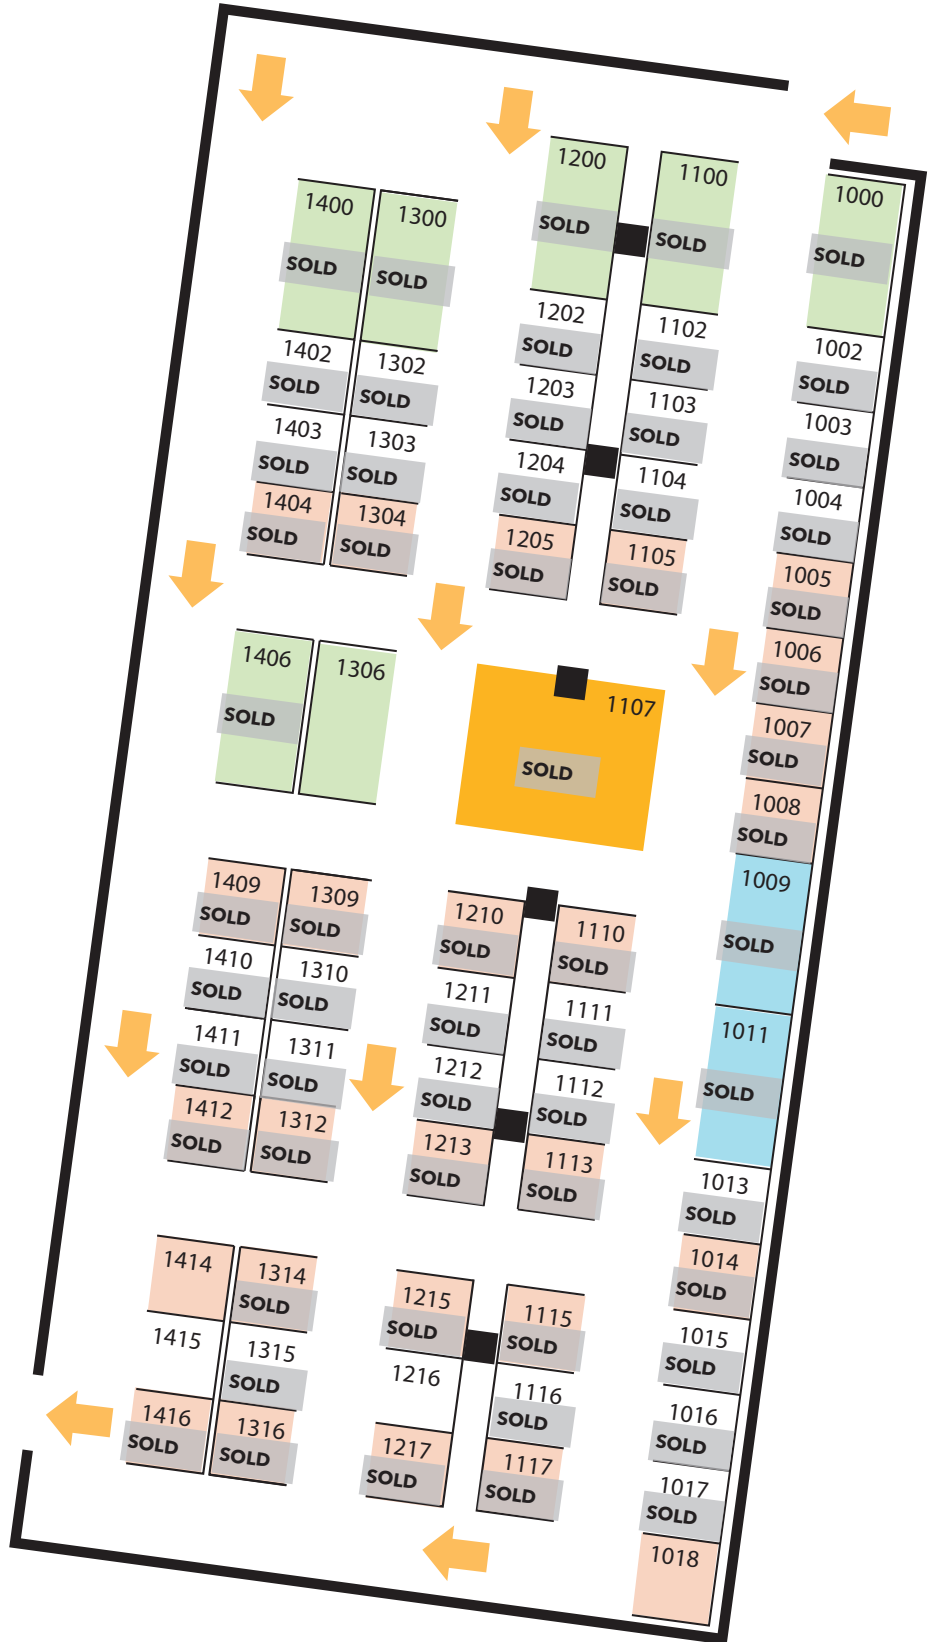 1200
SOLD
1100
SOLD
1000
SOLD
1400
SOLD
1300
SOLD
1202
SOLD
1102
SOLD
1002
SOLD
1402
SOLD
1302
SOLD
1203
SOLD
1103
SOLD
1003
SOLD
1403
SOLD
1303
SOLD
1204
SOLD
1104
SOLD
1004
SOLD
1404
SOLD
1304
SOLD
1205
SOLD
1105
SOLD
1005
SOLD
1006
SOLD
1406
SOLD
1306
1107
SOLD
1007
SOLD
1008
SOLD
1009
SOLD
1409
SOLD
1309
SOLD
1210
SOLD
1110
SOLD
1410
SOLD
1310
SOLD
1211
SOLD
1111
SOLD
1011
SOLD
1411
SOLD
1311
SOLD
1212
SOLD
1112
SOLD
1412
SOLD
1312
SOLD
1213
SOLD
1113
SOLD
1013
SOLD
1014
SOLD
1414
1314
SOLD
1215
SOLD
1115
SOLD
1015
SOLD
1415
1315
SOLD
1216
1116
SOLD
1016
SOLD
1416
SOLD
1316
SOLD
1217
SOLD
1117
SOLD
1017
SOLD
1018